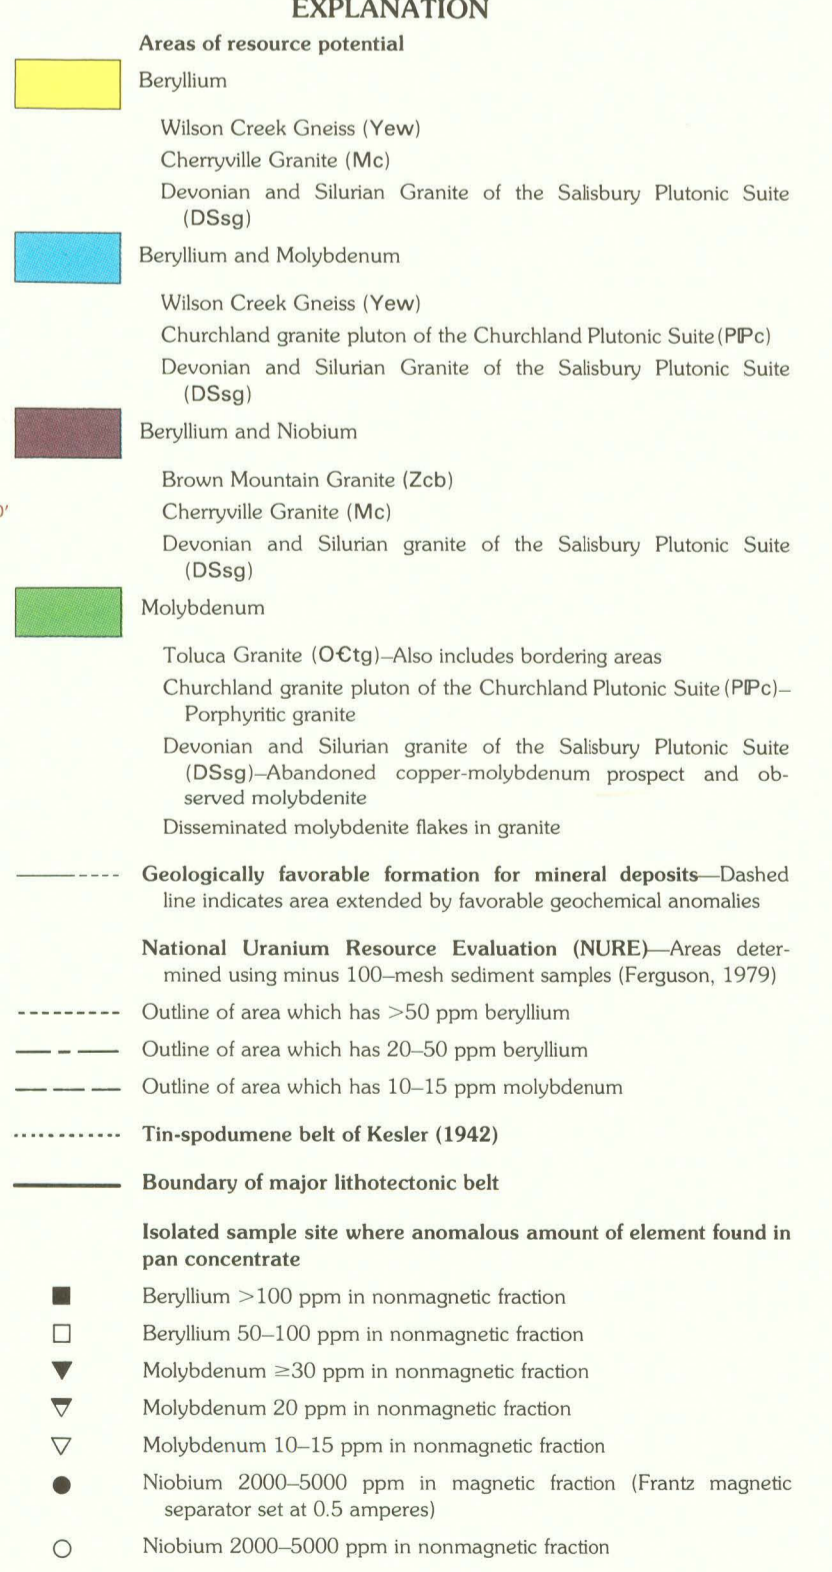 EXPLANATION
Areas of resource potential
Beryllium
Wilson Creek Gneiss (Yew)
Cherryville Granite (Mc)
Devonian and Silurian Granite of the Salisbury Plutonic Suite
(DSsg)
Beryllium and Molybdenum
Wilson Creek Gneiss (Yew)
Churchland granite pluton of the Churchland Plutonic Suite (PIPc)
Devonian and Silurian Granite of the Salisbury Plutonic Suite
(DSsg)
Beryllium and Niobium
Brown Mountain Granite (Zcb)
0'
Cherryville Granite (Mc)
Devonian and Silurian granite of the Salisbury Plutonic Suite
(DSsg)
Molybdenum
Toluca Granite (O€tg)–Also includes bordering areas
Churchland granite pluton of the Churchland Plutonic Suite (PIPc)–
Porphyritic granite
Devonian and Silurian granite of the Salisbury Plutonic Suite
(DSsg)–Abandoned copper-molybdenum prospect and ob-
served molybdenite
Disseminated molybdenite flakes in granite
Geologically favorable formation for mineral deposits—Dashed
line indicates area extended by favorable geochemical anomalies
National Uranium Resource Evaluation (NURE)—Areas deter-
mined using minus 100–mesh sediment samples (Ferguson, 1979)
Outline of area which has >50 ppm beryllium
Outline of area which has 20–50 ppm beryllium
Outline of area which has 10–15 ppm molybdenum
Tin-spodumene belt of Kesler (1942)
Boundary of major lithotectonic belt
Isolated sample site where anomalous amount of element found in
pan concentrate
Beryllium >100 ppm in nonmagnetic fraction
Beryllium 50–100 ppm in nonmagnetic fraction
Molybdenum ≥30 ppm in nonmagnetic fraction
Molybdenum 20 ppm in nonmagnetic fraction
Molybdenum 10–15 ppm in nonmagnetic fraction
Niobium 2000–5000 ppm in magnetic fraction (Frantz magnetic
separator set at 0.5 amperes)
Niobium 2000–5000 ppm in nonmagnetic fraction